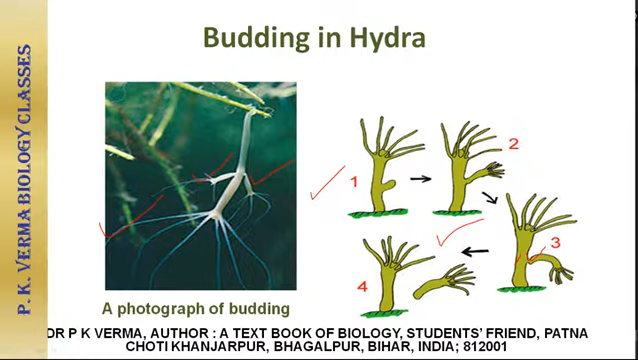 Budding in Hydra
P. K. VERMA BIOLOGY CLASSES
1
2
3
4
A photograph of budding
DR P K VERMA, AUTHOR : A TEXT BOOK OF BIOLOGY, STUDENTS' FRIEND, PATNA
CHOTI KHANJARPUR, BHAGALPUR, BIHAR, INDIA; 812001